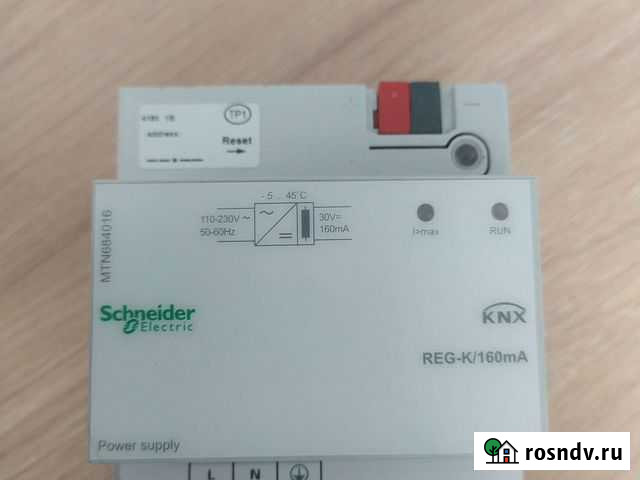 TP1
address:
Reset
- 5 .. 45°C
110-230V ~
50-60Hz
30V=
160mA
I>max
RUN
MTN684016
Schneider
Electric
KNX
REG-K/160mA
Power supply
L N
rosndv.ru